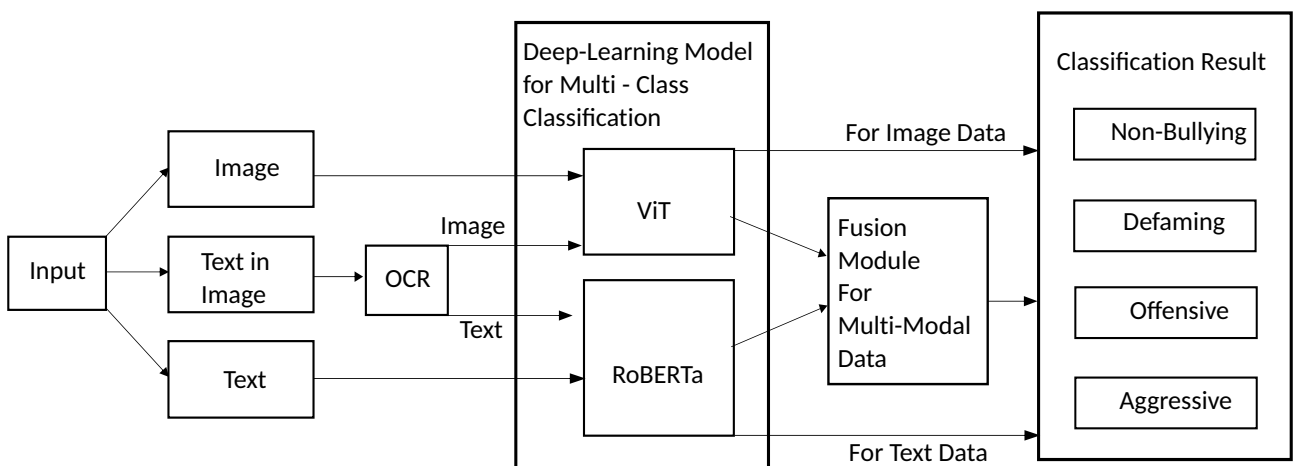 Input
Image
Text in
Image
Text
OCR
Image
Text
Deep-Learning Model
for Multi - Class
Classification
ViT
RoBERTa
For Image Data
Fusion
Module
For
Multi-Modal
Data
For Text Data
Classification Result
Non-Bullying
Defaming
Offensive
Aggressive